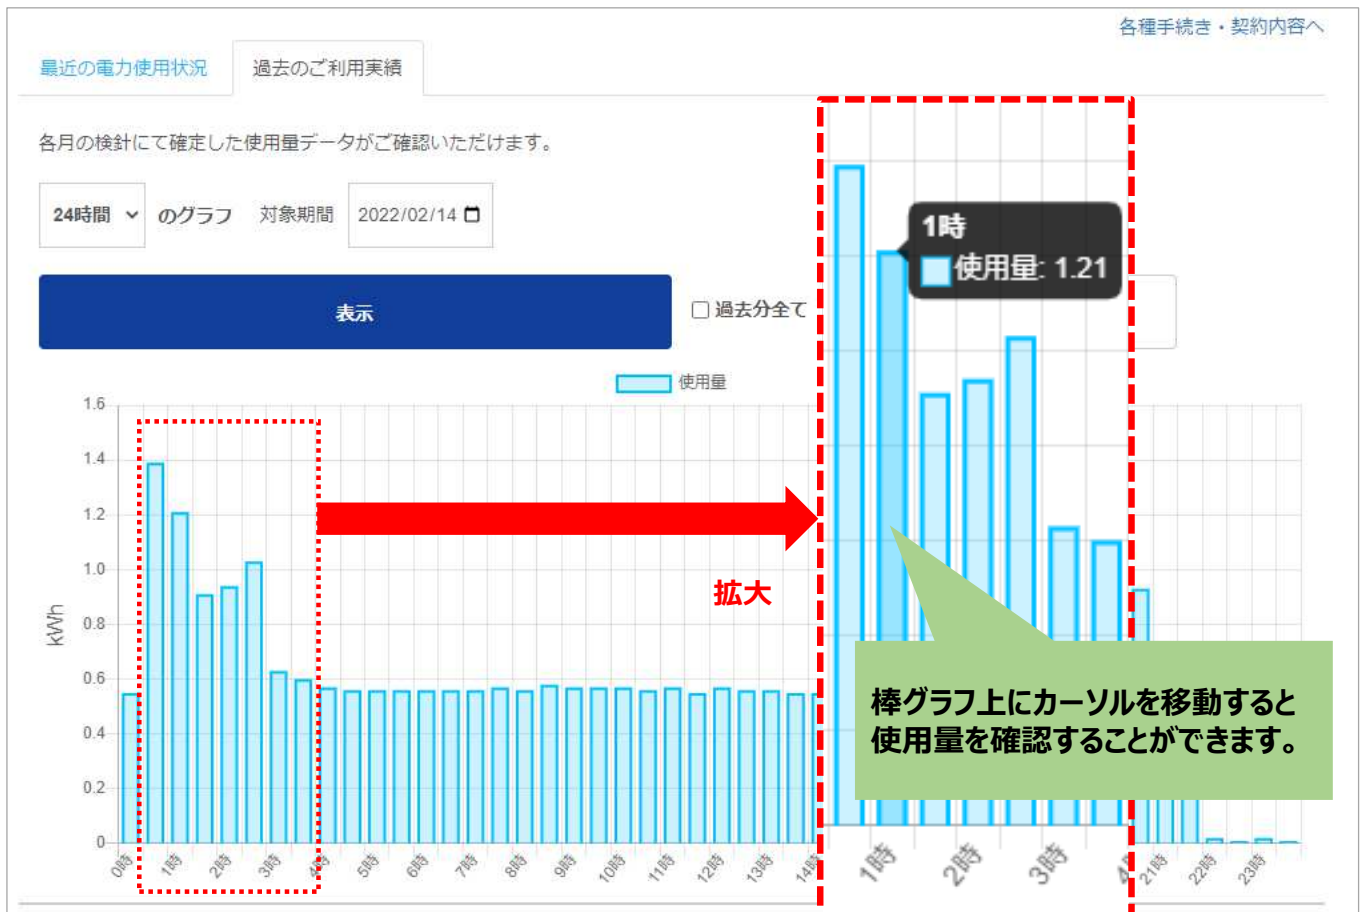 各種手続き・契約内容へ
最近の電力使用状況 過去のご利用実績
各月の検針にて確定した使用量データがご確認いただけます。
24時間 のグラフ 対象期間 2022/02/14
表示
過去分全て
1時
使用量: 1.21
使用量
1.6
1.4
1.2
1.0
0.8
0.6
0.4
0.2
0
kWh
拡大
棒グラフ上にカーソルを移動すると
使用量を確認することができます。
0時 1時 2時 3時 4時 5時 6時 7時 8時 9時 10時 11時 12時 13時 14時 1時 2時 3時 21時 22時 23時